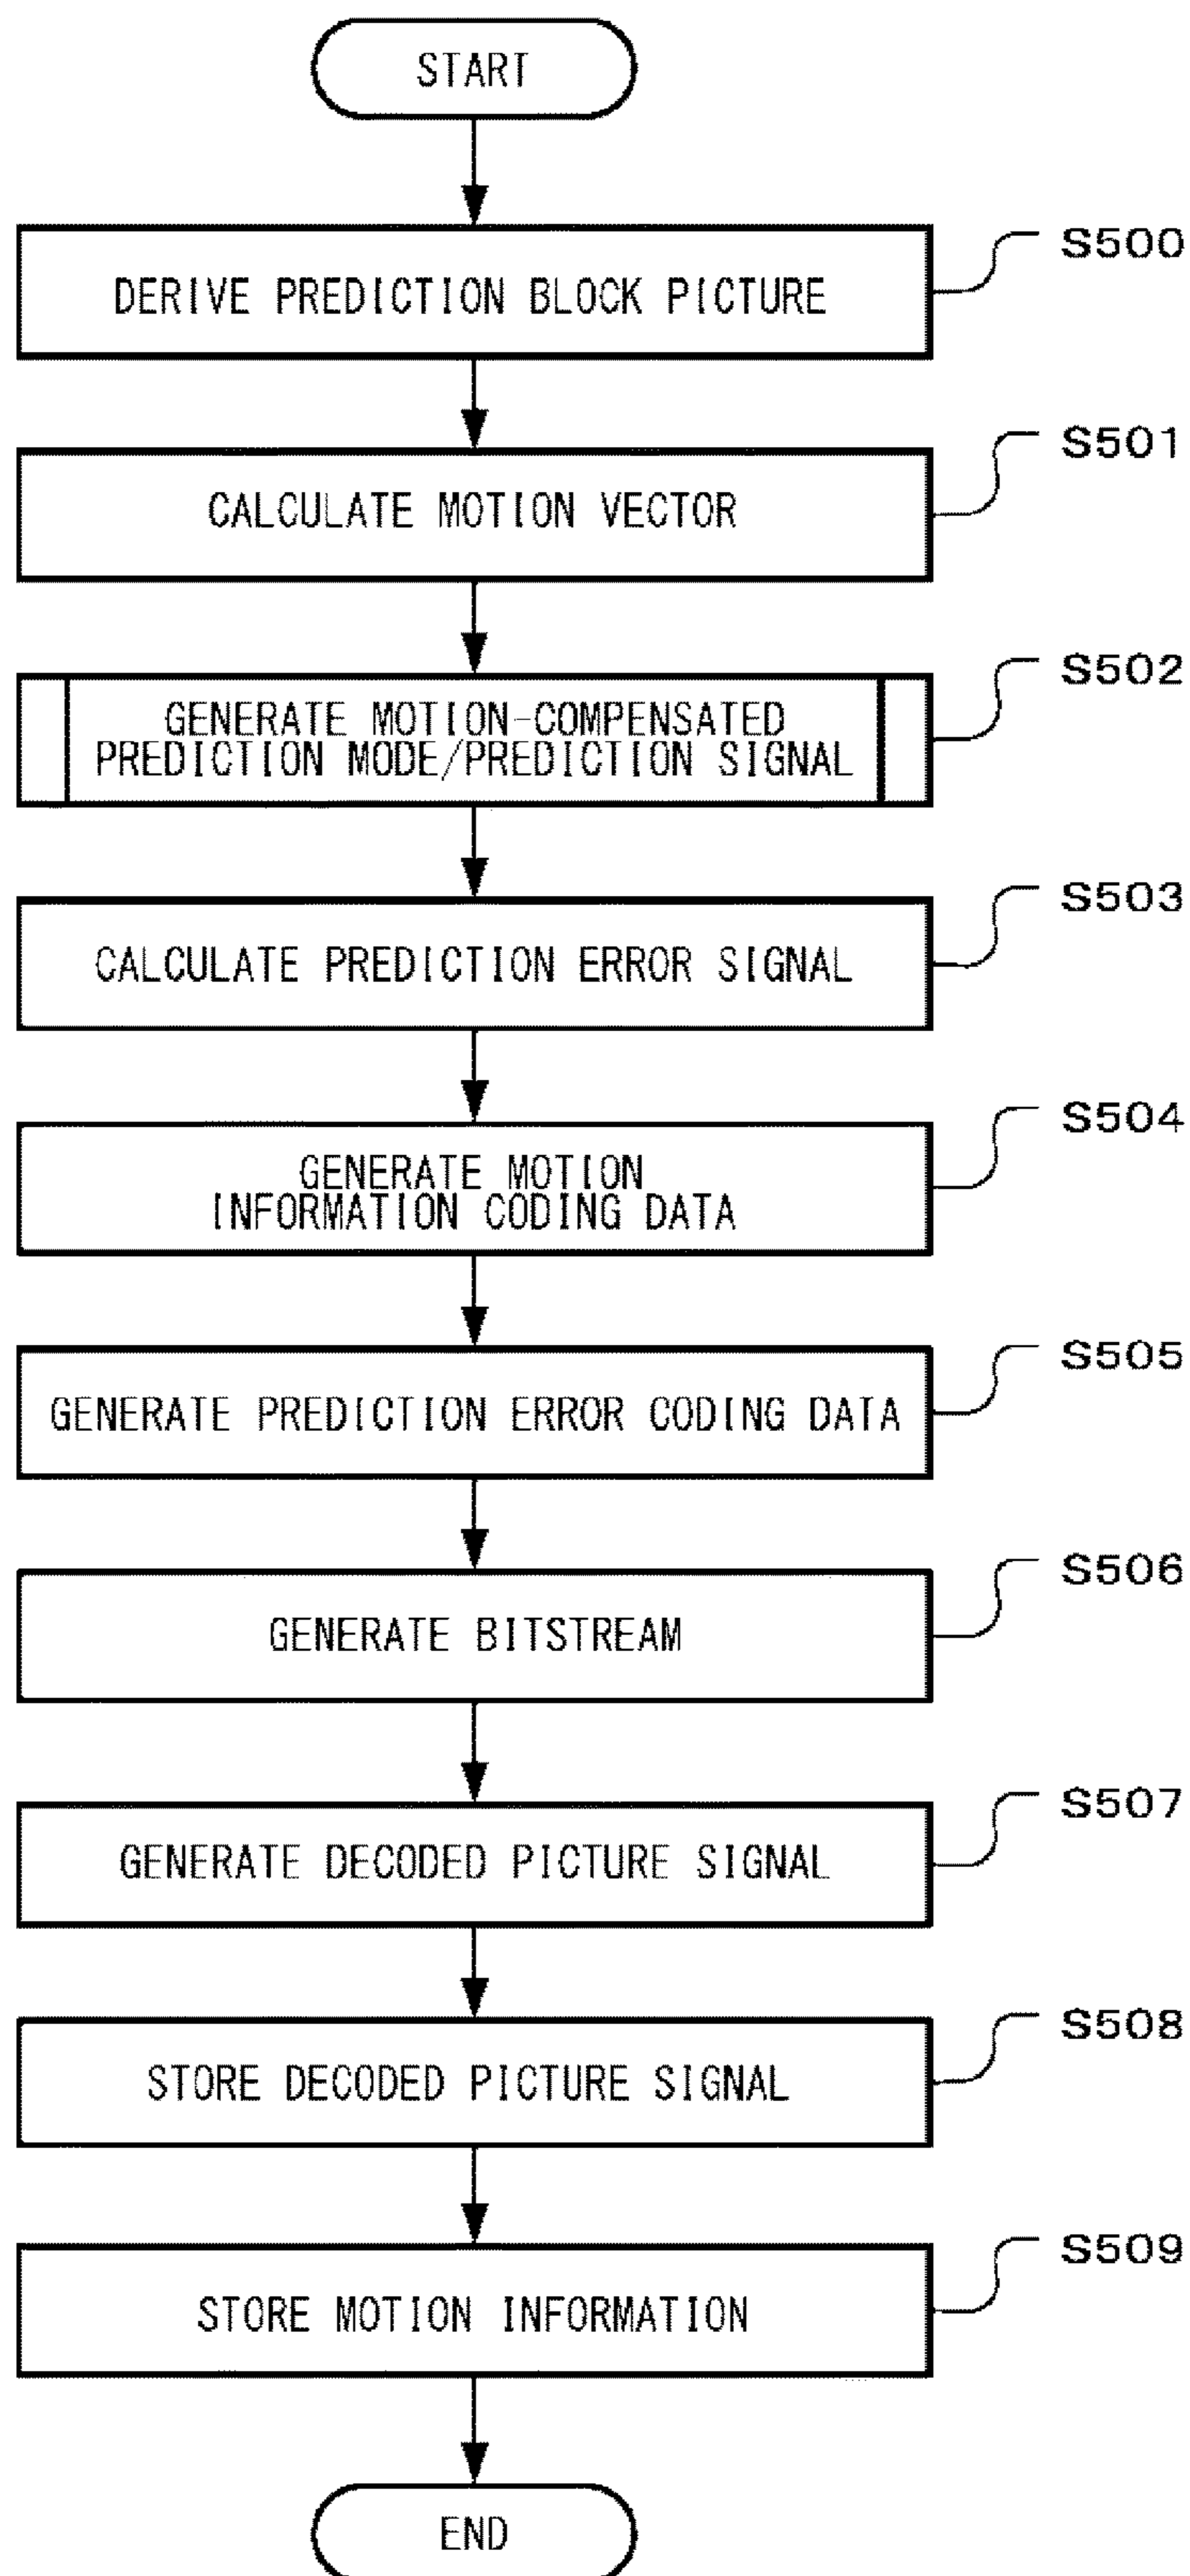 START
DERIVE PREDICTION BLOCK PICTURE
S500
CALCULATE MOTION VECTOR
S501
GENERATE MOTION-COMPENSATED
PREDICTION MODE/PREDICTION SIGNAL
S502
CALCULATE PREDICTION ERROR SIGNAL
S503
GENERATE MOTION
INFORMATION CODING DATA
S504
GENERATE PREDICTION ERROR CODING DATA
S505
GENERATE BITSTREAM
S506
GENERATE DECODED PICTURE SIGNAL
S507
STORE DECODED PICTURE SIGNAL
S508
STORE MOTION INFORMATION
S509
END